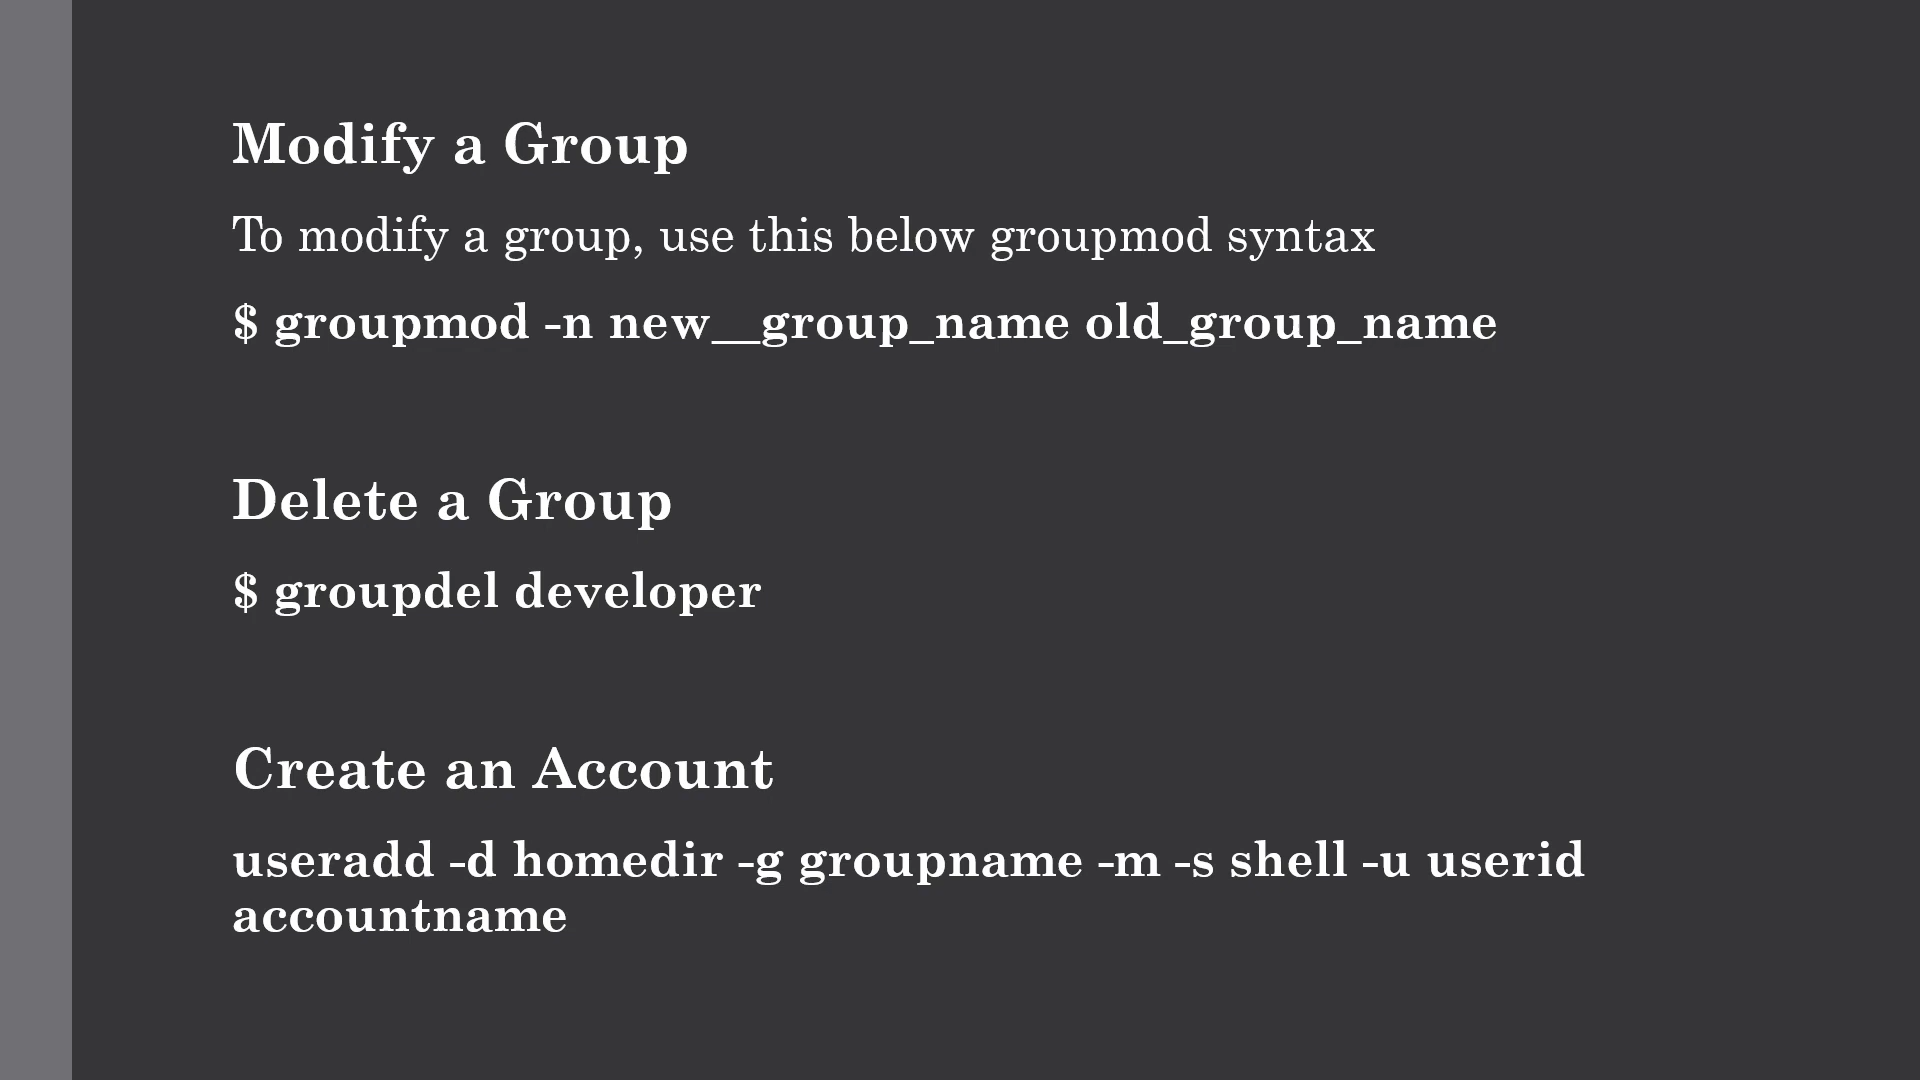 Modify a Group
To modify a group, use this below groupmod syntax
$ groupmod -n new__group_name old_group_name
Delete a Group
$ groupdel developer
Create an Account
useradd -d homedir -g groupname -m -s shell -u userid
accountname